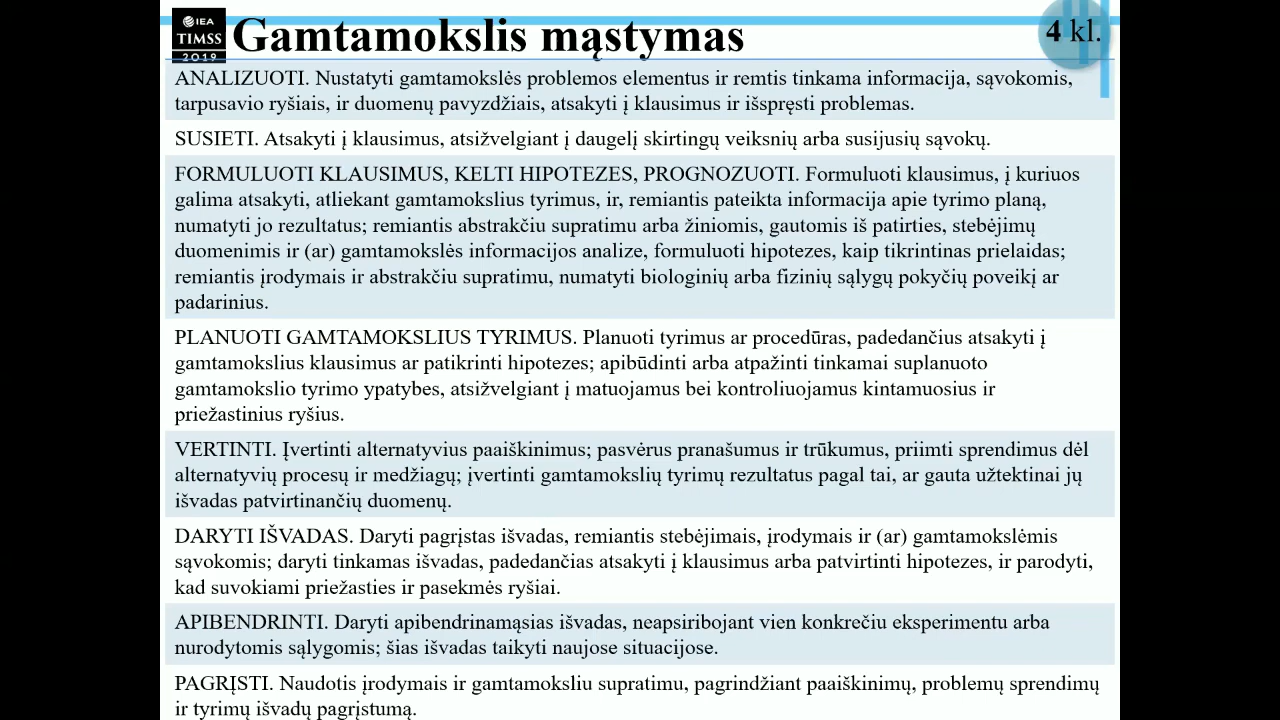 IEA
TIMSS
2019
Gamtamokslis mąstymas
4 kl.
ANALIZUOTI. Nustatyti gamtamokslės problemos elementus ir remtis tinkama informacija, sąvokomis,
tarpusavio ryšiais, ir duomenų pavyzdžiais, atsakyti į klausimus ir išspręsti problemas.
SUSIETI. Atsakyti į klausimus, atsižvelgiant į daugelį skirtingų veiksnių arba susijusių sąvokų.
FORMULUOTI KLAUSIMUS, KELTI HIPOTEZES, PROGNOZUOTI. Formuluoti klausimus, į kuriuos
galima atsakyti, atliekant gamtamokslius tyrimus, ir, remiantis pateikta informacija apie tyrimo planą,
numatyti jo rezultatus; remiantis abstrakčiu supratimu arba žiniomis, gautomis iš patirties, stebėjimų
duomenimis ir (ar) gamtamokslės informacijos analize, formuluoti hipotezes, kaip tikrintinas prielaidas;
remiantis įrodymais ir abstrakčiu supratimu, numatyti biologinių arba fizinių sąlygų pokyčių poveikį ar
padarinius.
PLANUOTI GAMTAMOKSLIUS TYRIMUS. Planuoti tyrimus ar procedūras, padedančius atsakyti į
gamtamokslius klausimus ar patikrinti hipotezes; apibūdinti arba atpažinti tinkamai suplanuoto
gamtamokslio tyrimo ypatybes, atsižvelgiant į matuojamus bei kontroliuojamus kintamuosius ir
priežastinius ryšius.
VERTINTI. Įvertinti alternatyvius paaiškinimus; pasvėrus pranašumus ir trūkumus, priimti sprendimus dėl
alternatyvių procesų ir medžiagų; įvertinti gamtamokslių tyrimų rezultatus pagal tai, ar gauta užtektinai jų
išvadas patvirtinančių duomenų.
DARYTI IŠVADAS. Daryti pagrįstas išvadas, remiantis stebėjimais, įrodymais ir (ar) gamtamokslėmis
sąvokomis; daryti tinkamas išvadas, padedančias atsakyti į klausimus arba patvirtinti hipotezes, ir parodyti,
kad suvokiami priežasties ir pasekmės ryšiai.
APIBENDRINTI. Daryti apibendrinamąsias išvadas, neapsiribojant vien konkrečiu eksperimentu arba
nurodytomis sąlygomis; šias išvadas taikyti naujose situacijose.
PAGRĮSTI. Naudotis įrodymais ir gamtamoksliu supratimu, pagrindžiant paaiškinimų, problemų sprendimų
ir tyrimų išvadų pagrįstumą.